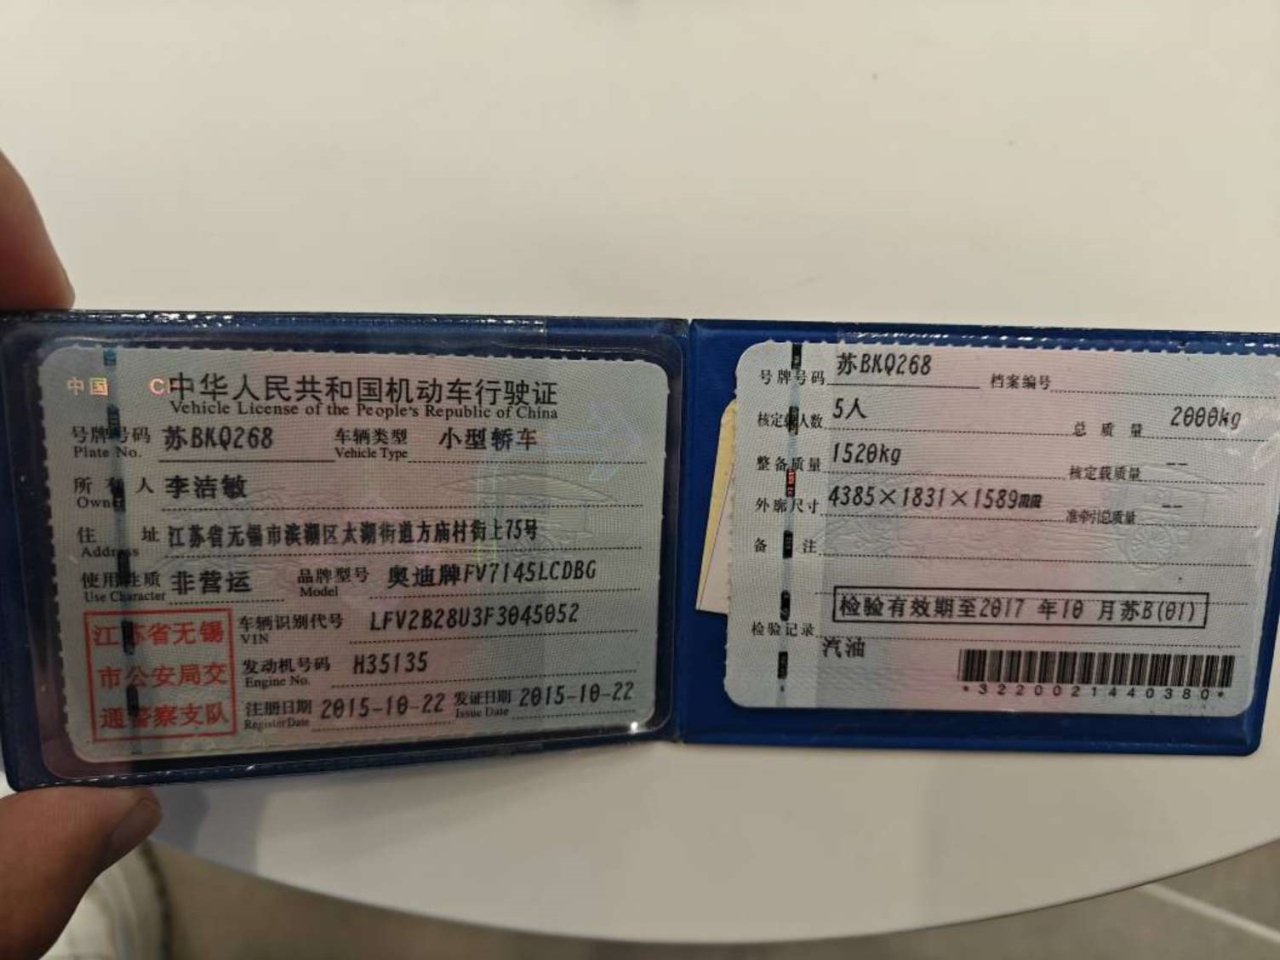 中国 C
中华人民共和国机动车行驶证
Vehicle License of the People's Republic of China
号牌号码 苏BKQ268 车辆类型 小型轿车
Plate No. Vehicle Type
所有人 李洁敏
Owner
住址 江苏省无锡市滨湖区太湖街道方庙村街上75号
Address
使用性质 非营运 品牌型号 奥迪牌FV7145LCDBG
Use Character Model
江苏省无锡
市公安局交
通警察支队
车辆识别代号 LFV2B28U3F3045052
VIN
发动机号码 H35135
Engine No.
注册日期 2015-10-22 发证日期 2015-10-22
Register Date Issue Date
号牌号码 苏BKQ268 档案编号
核定载人数 5人 总质量 2000kg
整备质量 1520kg 核定载质量 --
外廓尺寸 4385×1831×1589mm 准牵引总质量 --
备注
检验有效期至2017 年10 月苏B(01)
检验记录
汽油
*3220021440380*